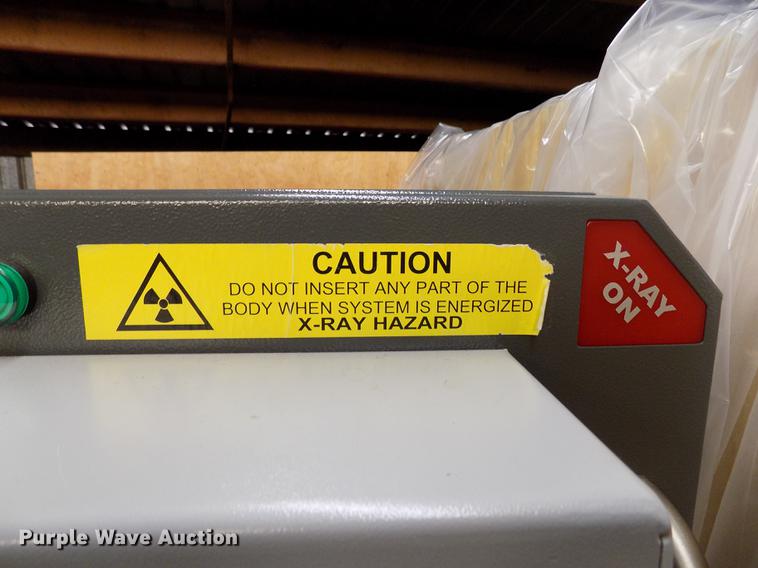 CAUTION
DO NOT INSERT ANY PART OF THE
BODY WHEN SYSTEM IS ENERGIZED
X-RAY HAZARD
X-RAY
ON
Purple Wave Auction